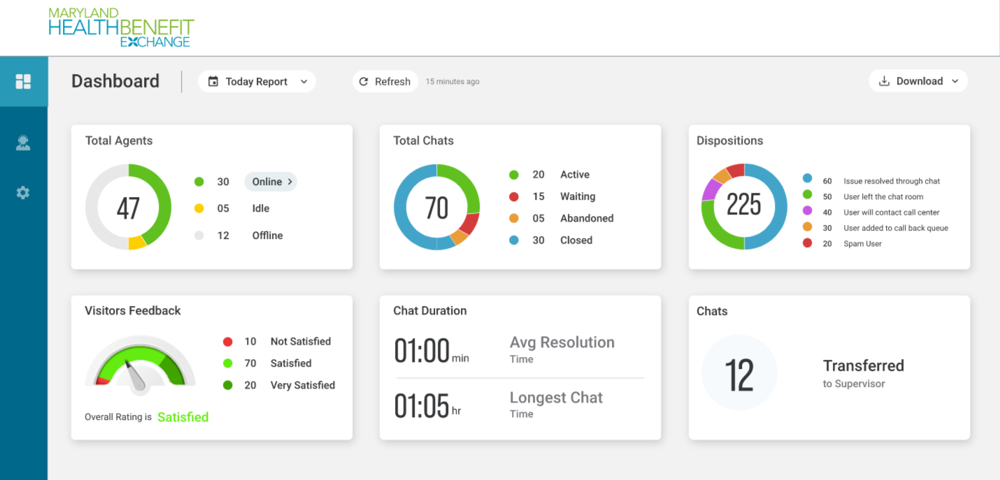 MARYLAND
HEALTHBENEFIT
EXCHANGE
Dashboard
Today Report
Refresh
15 minutes ago
Download
Total Agents
47
30 Online
05 Idle
12 Offline
Total Chats
70
20 Active
15 Waiting
05 Abandoned
30 Closed
Dispositions
225
60 Issue resolved through chat
50 User left the chat room
40 User will contact call center
30 User added to call back queue
20 Spam User
Visitors Feedback
10 Not Satisfied
70 Satisfied
20 Very Satisfied
Overall Rating is Satisfied
Chat Duration
01:00 min
Avg Resolution
Time
01:05 hr
Longest Chat
Time
Chats
12
Transferred
to Supervisor